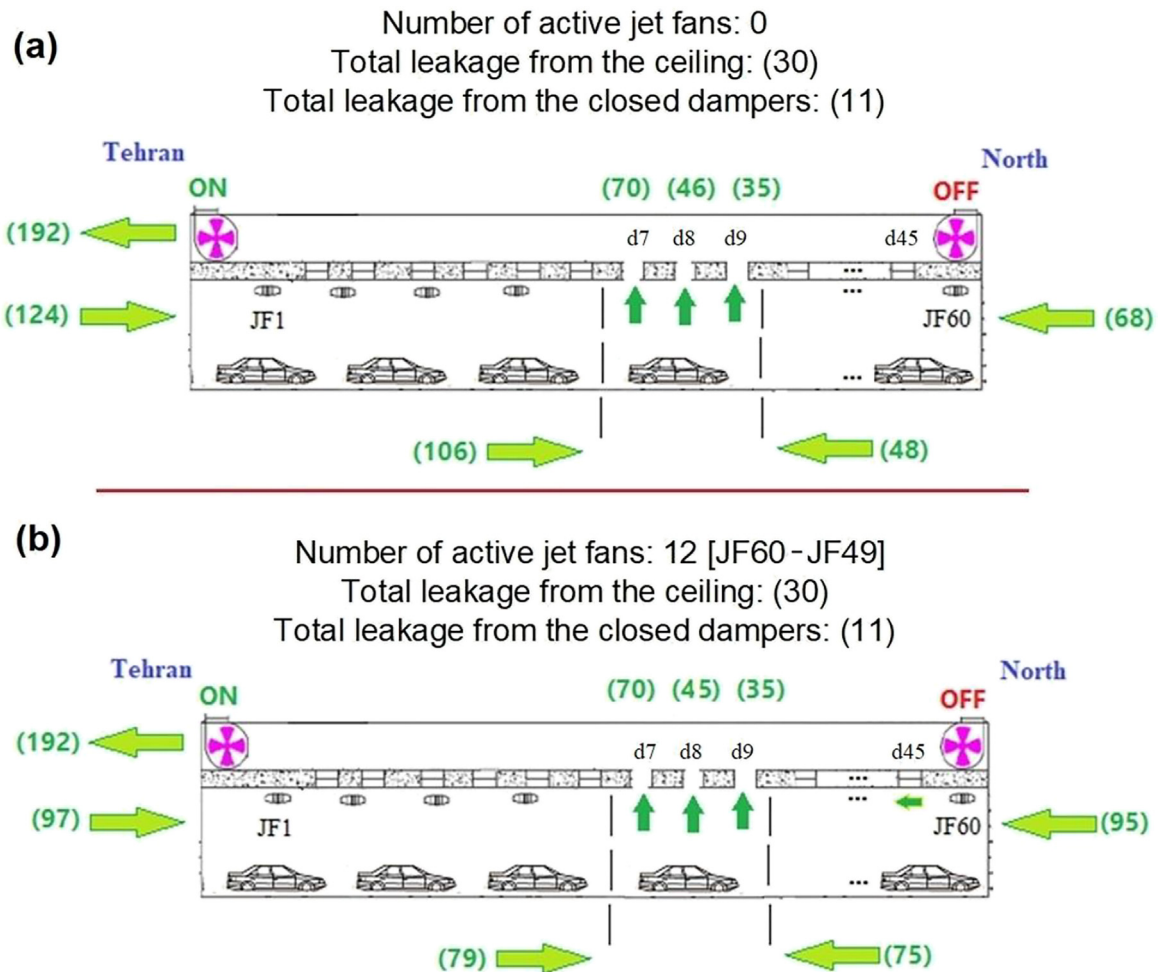 (a)
Number of active jet fans: 0
Total leakage from the ceiling: (30)
Total leakage from the closed dampers: (11)
Tehran
North
ON
(70) (46) (35)
OFF
(192)
d7 d8 d9 d45
...
(124)
JF1
...
JF60
(68)
...
(106)
(48)
(b)
Number of active jet fans: 12 [JF60-JF49]
Total leakage from the ceiling: (30)
Total leakage from the closed dampers: (11)
Tehran
North
ON
(70) (45) (35)
OFF
(192)
d7 d8 d9 d45
...
(97)
JF1
...
JF60
(95)
...
(79)
(75)